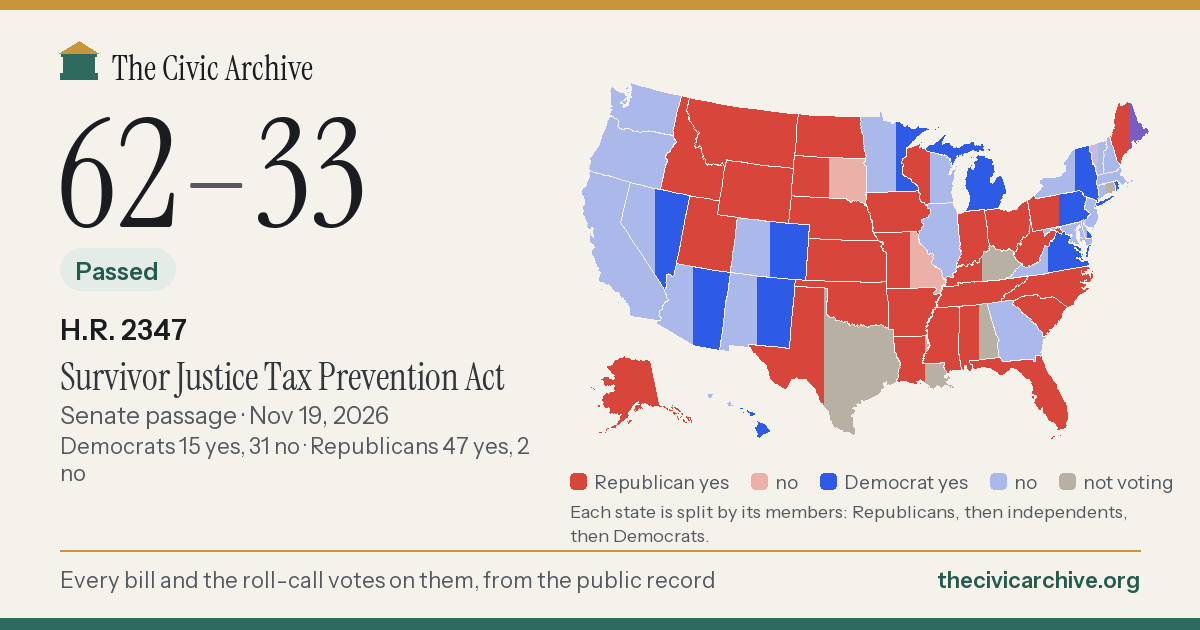 The Civic Archive
62–33
Passed
H.R. 2347
Survivor Justice Tax Prevention Act
Senate passage · Nov 19, 2026
Democrats 15 yes, 31 no · Republicans 47 yes, 2
no
Republican yes no Democrat yes no not voting
Each state is split by its members: Republicans, then independents,
then Democrats.
Every bill and the roll-call votes on them, from the public record
thecivicarchive.org